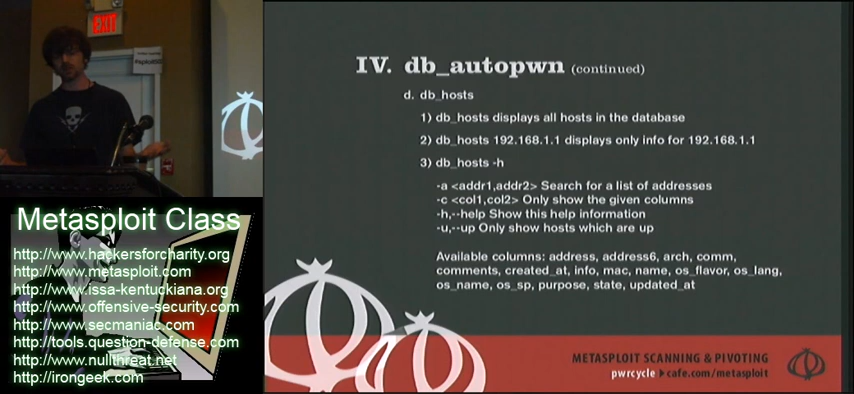 EXIT
IV. db_autopwn (continued)
d. db_hosts
1) db_hosts displays all hosts in the database
2) db_hosts 192.168.1.1 displays only info for 192.168.1.1
3) db_hosts -h
-a <addr1,addr2> Search for a list of addresses
-c <col1,col2> Only show the given columns
-h,--help Show this help information
-u,--up Only show hosts which are up
Available columns: address, address6, arch, comm,
comments, created_at, info, mac, name, os_flavor, os_lang,
os_name, os_sp, purpose, state, updated_at
METASPLOIT SCANNING & PIVOTING
pwrcycle cafe.com/metasploit
Metasploit Class
http://www.hackersforcharity.org
http://www.metasploit.com
http://www.issa-kentuckiana.org
http://www.offensive-security.com
http://www.secmaniac.com
http://tools.question-defense.com
http://www.nullthreat.net
http://irongeek.com